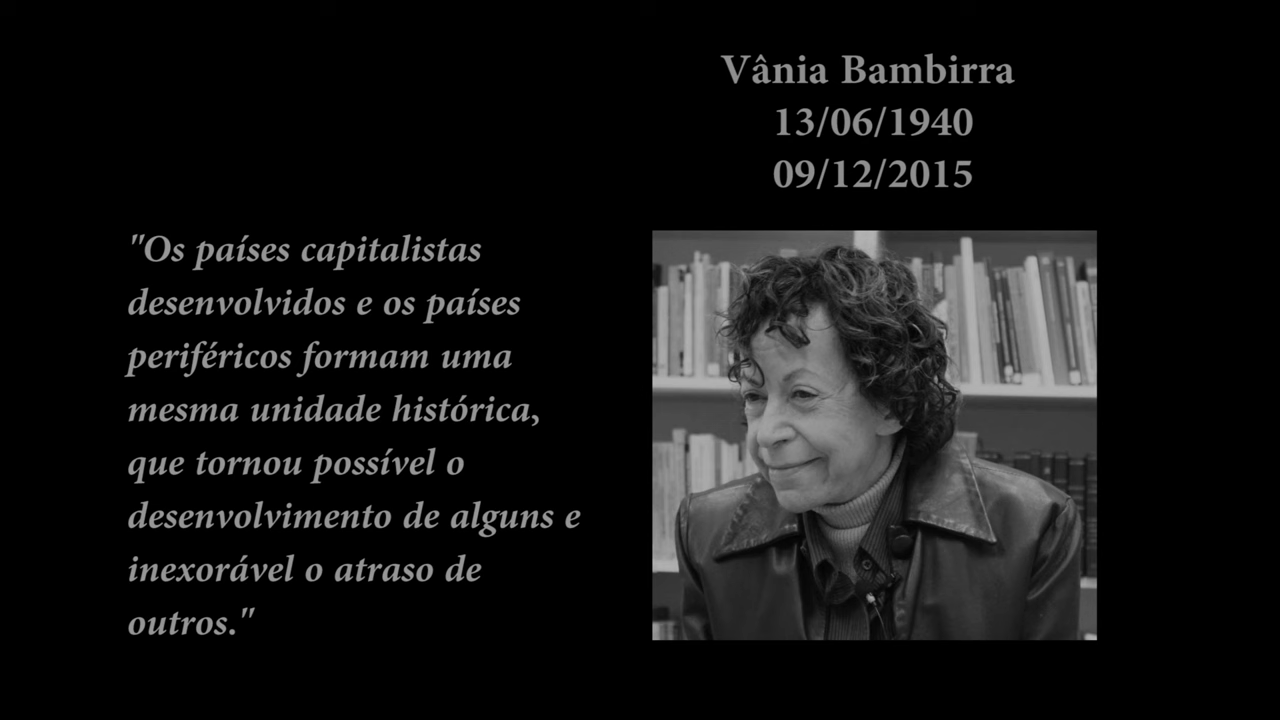 Vânia Bambirra
13/06/1940
09/12/2015
"Os países capitalistas
desenvolvidos e os países
periféricos formam uma
mesma unidade histórica,
que tornou possível o
desenvolvimento de alguns e
inexorável o atraso de
outros."